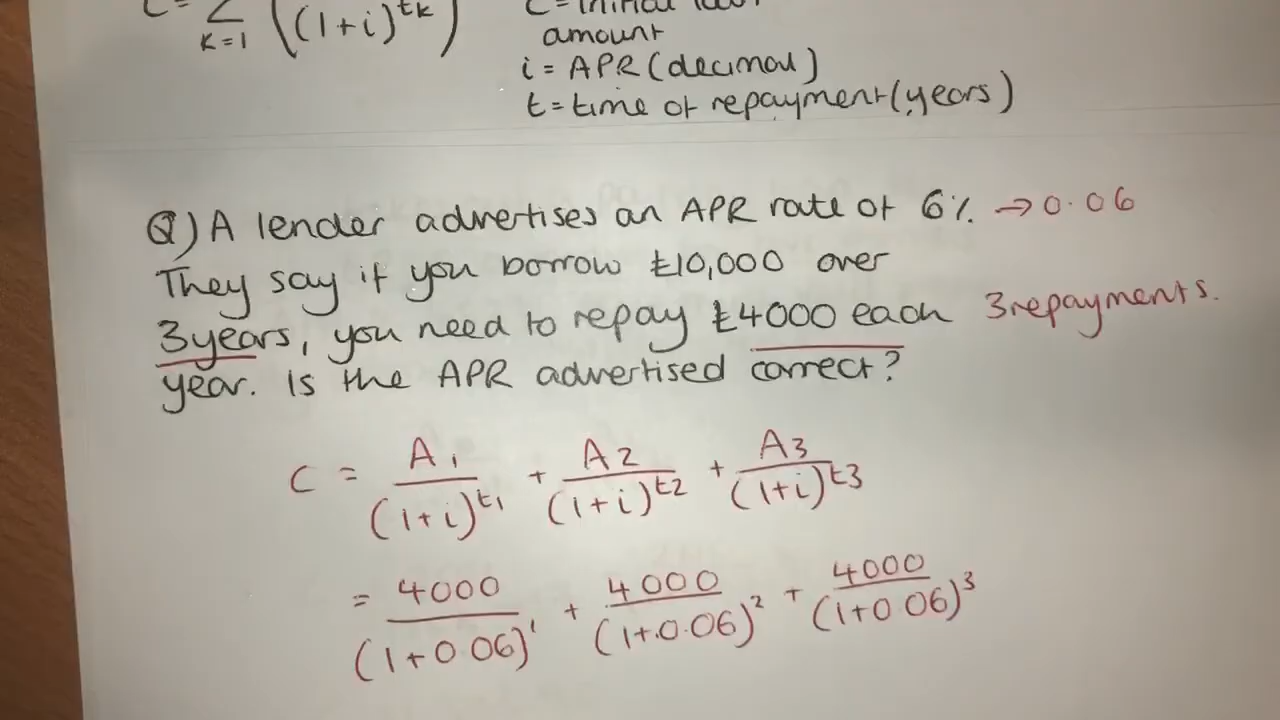 C = Σ
K=1 ((1+i)^tk)
amount
i = APR (decimal)
t = time of repayment (years)
Q) A lender advertises an APR rate of 6% → 0.06
They say if you borrow £10,000 over
3 years, you need to repay £4000 each 3 repayments.
year. Is the APR advertised correct?
C = A1/(1+i)^t1 + A2/(1+i)^t2 + A3/(1+i)^t3
= 4000/(1+0.06)^1 + 4000/(1+0.06)^2 + 4000/(1+0.06)^3